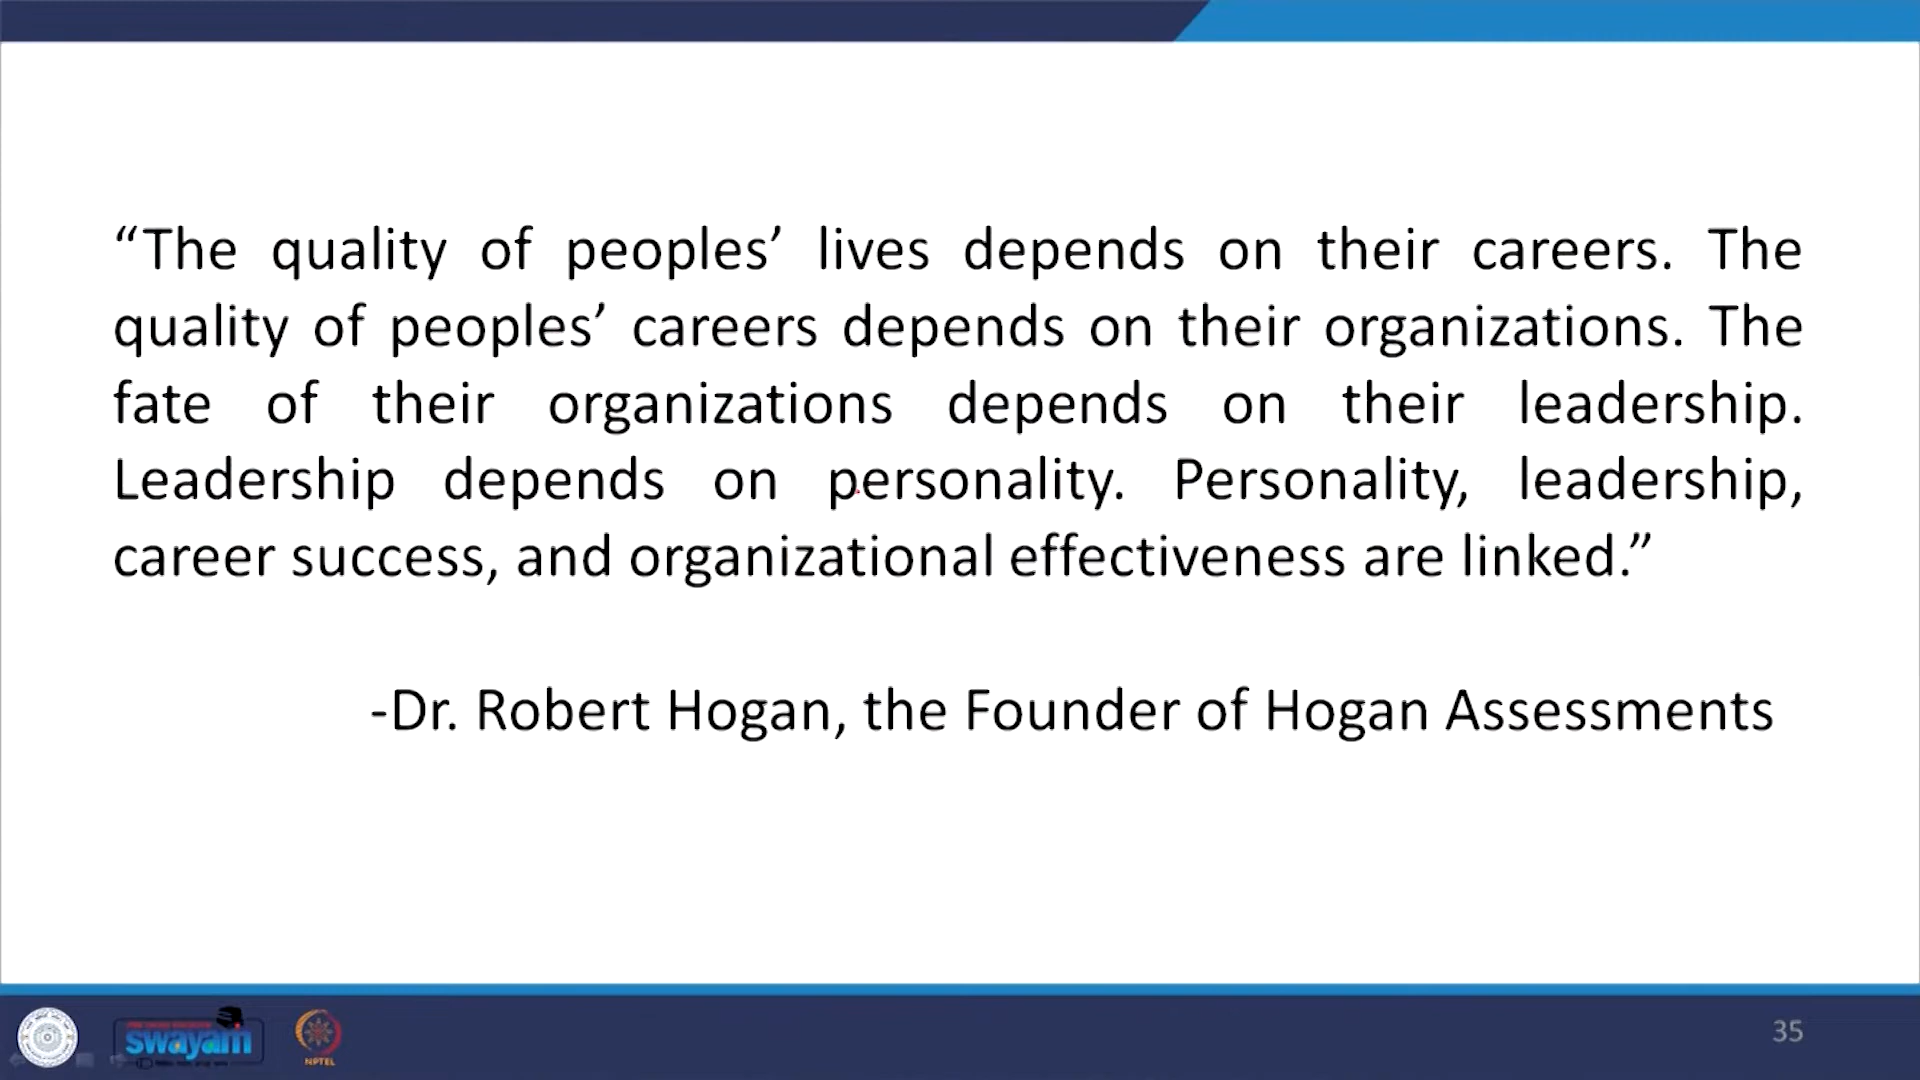 “The quality of peoples’ lives depends on their careers. The
quality of peoples’ careers depends on their organizations. The
fate of their organizations depends on their leadership.
Leadership depends on personality. Personality, leadership,
career success, and organizational effectiveness are linked.”
-Dr. Robert Hogan, the Founder of Hogan Assessments
swayam
NPTEL
35